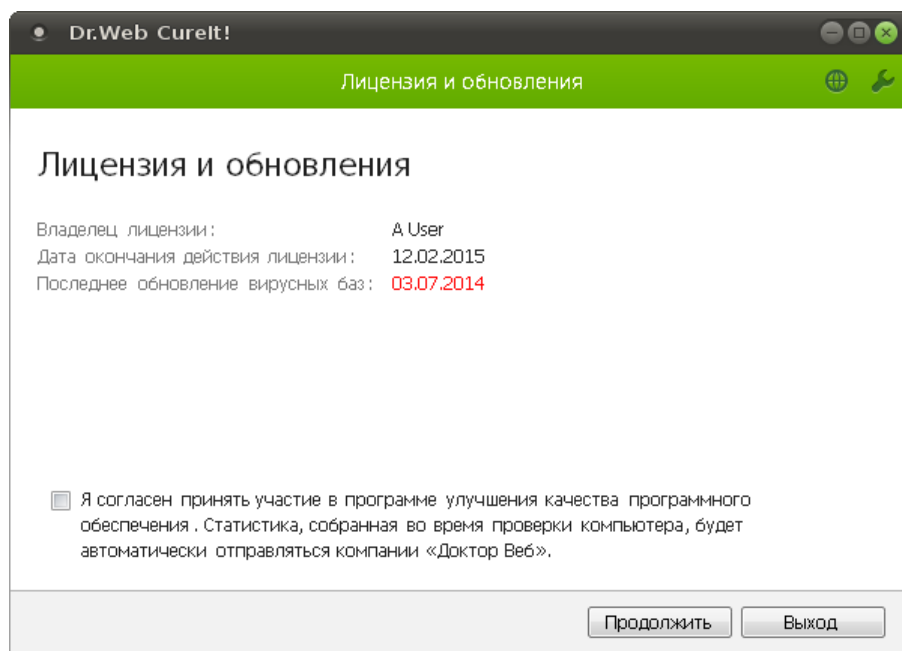 Dr.Web CureIt!
Лицензия и обновления
Лицензия и обновления
Владелец лицензии: A User
Дата окончания действия лицензии: 12.02.2015
Последнее обновление вирусных баз: 03.07.2014
Я согласен принять участие в программе улучшения качества программного
обеспечения. Статистика, собранная во время проверки компьютера, будет
автоматически отправляться компании «Доктор Веб».
Продолжить Выход